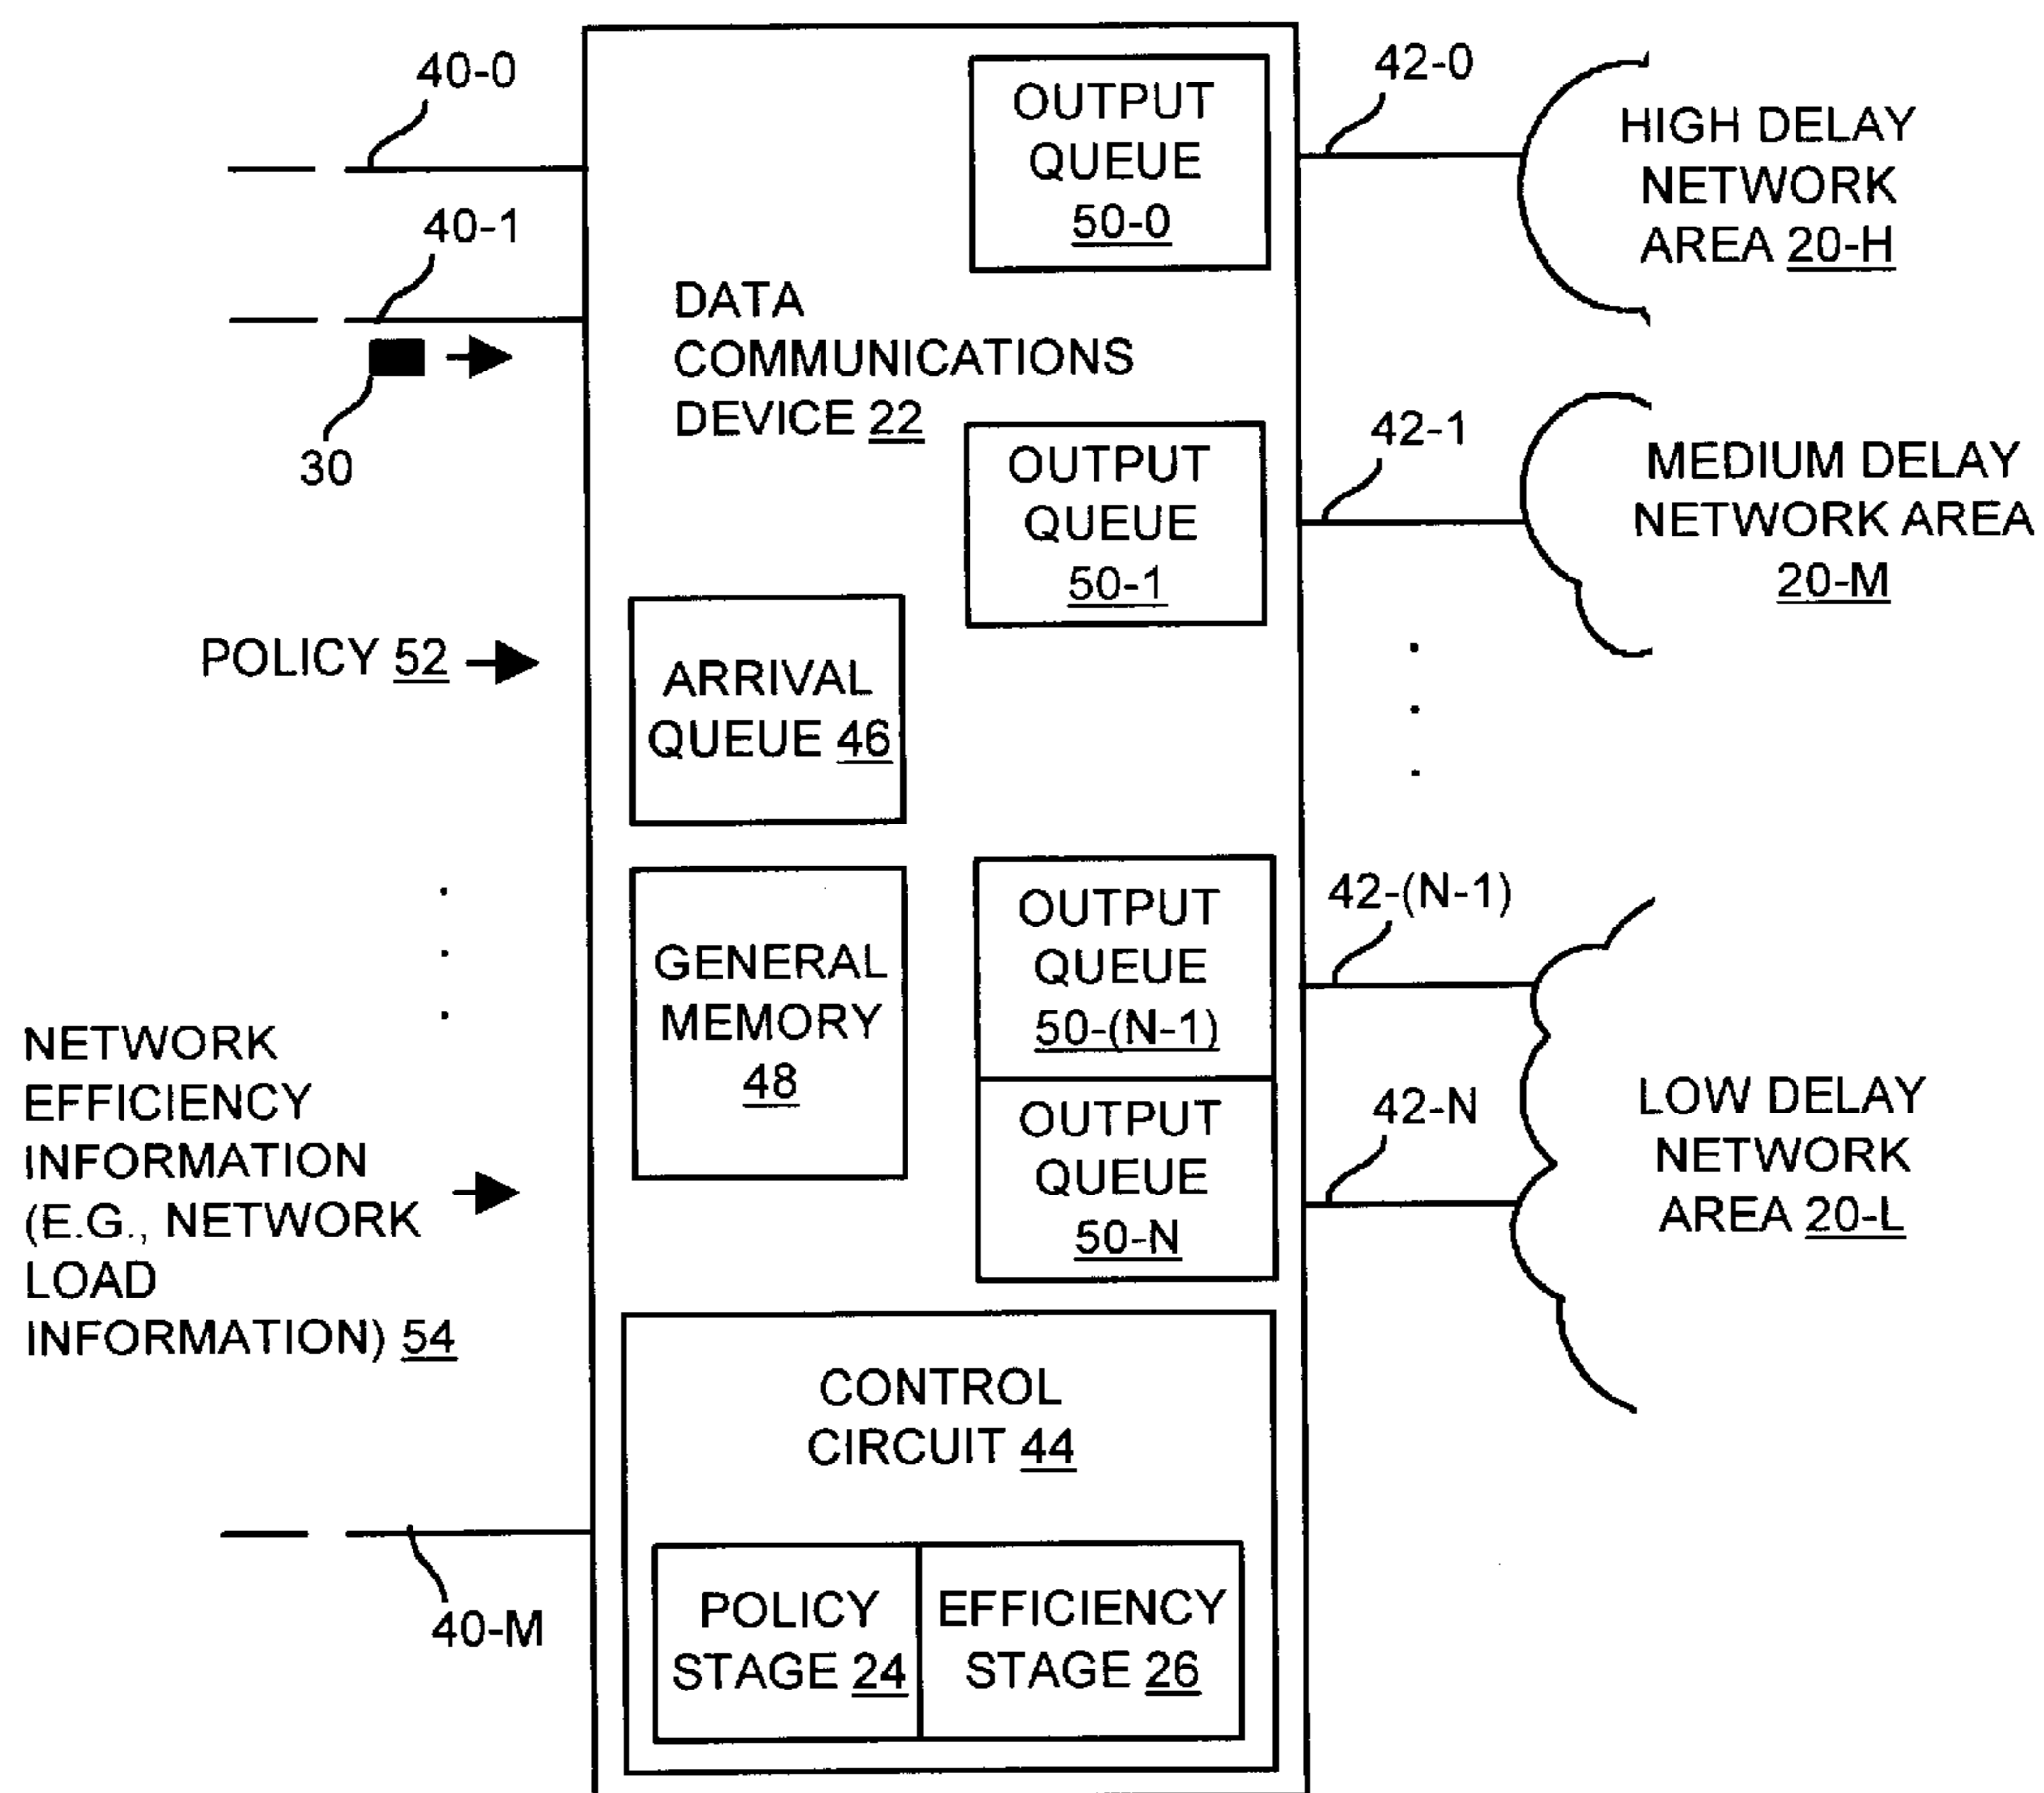 40-0
40-1
30
POLICY 52
NETWORK
EFFICIENCY
INFORMATION
(E.G., NETWORK
LOAD
INFORMATION) 54
40-M
OUTPUT
QUEUE
50-0
DATA
COMMUNICATIONS
DEVICE 22
OUTPUT
QUEUE
50-1
ARRIVAL
QUEUE 46
GENERAL
MEMORY
48
OUTPUT
QUEUE
50-(N-1)
OUTPUT
QUEUE
50-N
CONTROL
CIRCUIT 44
POLICY
STAGE 24
EFFICIENCY
STAGE 26
42-0
HIGH DELAY
NETWORK
AREA 20-H
42-1
MEDIUM DELAY
NETWORK AREA
20-M
42-(N-1)
42-N
LOW DELAY
NETWORK
AREA 20-L